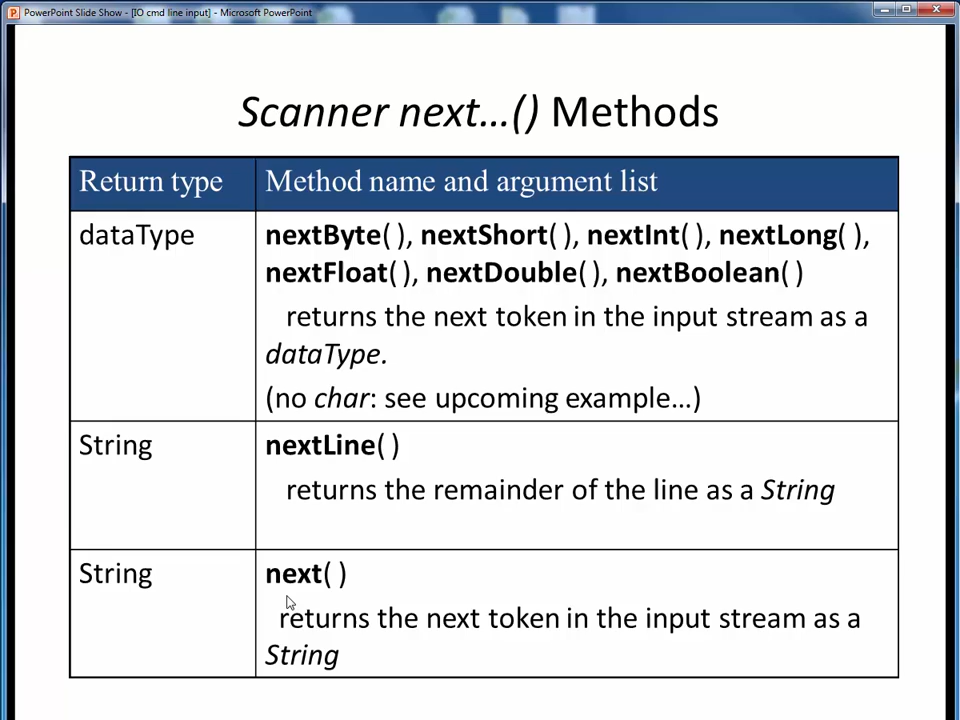 PowerPoint Slide Show - [IO cmd line input] - Microsoft PowerPoint
Scanner next...() Methods
Return type
Method name and argument list
dataType
nextByte( ), nextShort( ), nextInt( ), nextLong( ),
nextFloat( ), nextDouble( ), nextBoolean( )
returns the next token in the input stream as a
dataType.
(no char: see upcoming example...)
String
nextLine( )
returns the remainder of the line as a String
String
next( )
returns the next token in the input stream as a
String